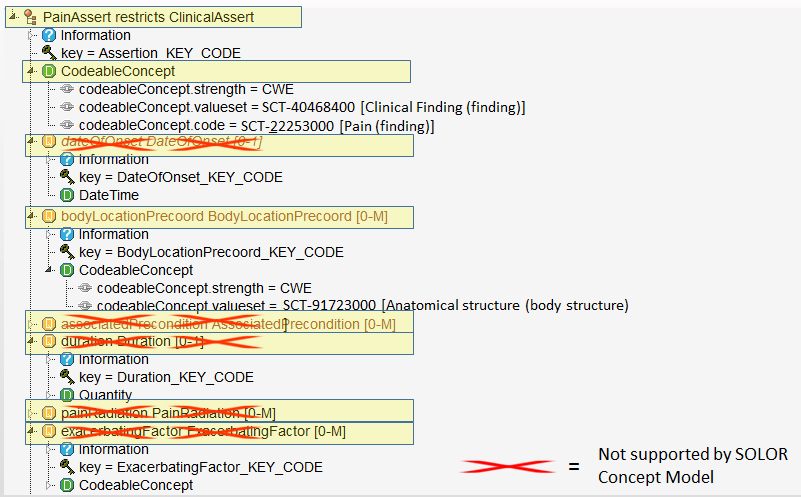 PainAssert restricts ClinicalAssert
Information
key = Assertion_KEY_CODE
CodeableConcept
codeableConcept.strength = CWE
codeableConcept.valueset = SCT-40468400 [Clinical Finding (finding)]
codeableConcept.code = SCT-22253000 [Pain (finding)]
dateOfOnset DateOfOnset [0-1]
Information
key = DateOfOnset_KEY_CODE
DateTime
bodyLocationPrecoord BodyLocationPrecoord [0-M]
Information
key = BodyLocationPrecoord_KEY_CODE
CodeableConcept
codeableConcept.strength = CWE
codeableConcept.valueset = SCT-91723000 [Anatomical structure (body structure)
associatedPrecondition AssociatedPrecondition [0-M]
duration Duration [0-1]
Information
key = Duration_KEY_CODE
Quantity
painRadiation PainRadiation [0-M]
exacerbatingFactor ExacerbatingFactor [0-M]
Information
key = ExacerbatingFactor_KEY_CODE
CodeableConcept
= Not supported by SOLOR
Concept Model